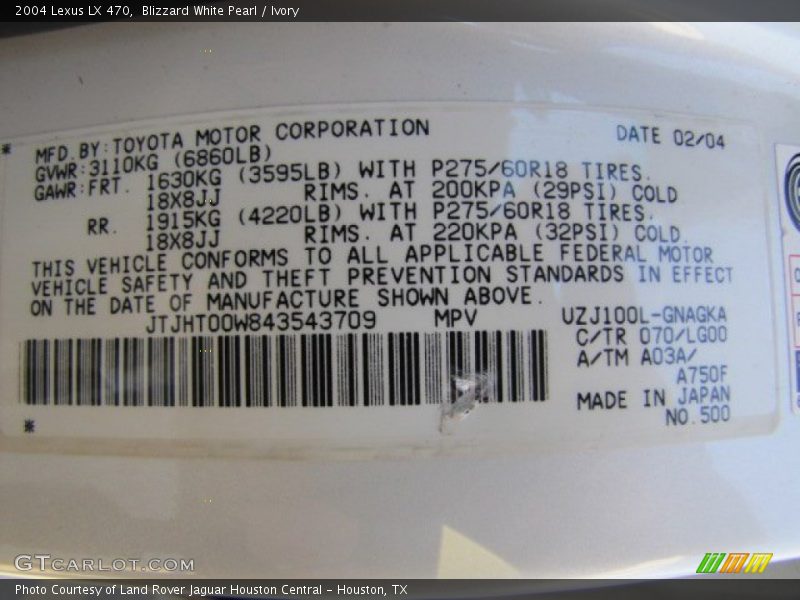 2004 Lexus LX 470, Blizzard White Pearl / Ivory
MFD. BY: TOYOTA MOTOR CORPORATION DATE 02/04
GVWR: 3110KG (6860LB)
GAWR: FRT. 1630KG (3595LB) WITH P275/60R18 TIRES.
18X8JJ RIMS. AT 200KPA (29PSI) COLD
RR. 1915KG (4220LB) WITH P275/60R18 TIRES.
18X8JJ RIMS. AT 220KPA (32PSI) COLD.
THIS VEHICLE CONFORMS TO ALL APPLICABLE FEDERAL MOTOR
VEHICLE SAFETY AND THEFT PREVENTION STANDARDS IN EFFECT
ON THE DATE OF MANUFACTURE SHOWN ABOVE.
JTJHT00W843543709 MPV UZJ100L-GNAGKA
C/TR 070/LG00
A/TM A03A/
A750F
MADE IN JAPAN
NO. 500
GTCARLOT.COM
Photo Courtesy of Land Rover Jaguar Houston Central - Houston, TX